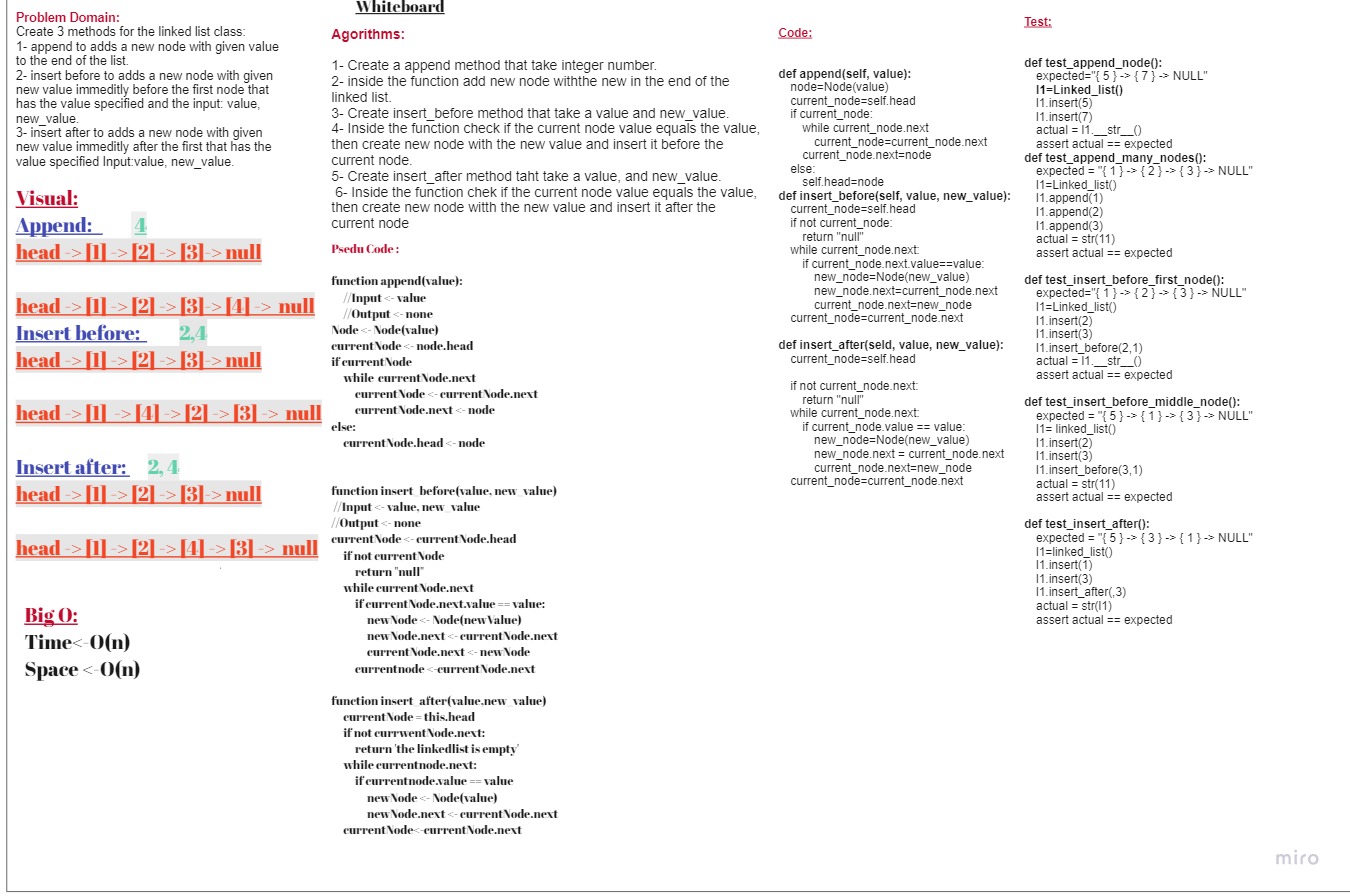 Whiteboard
Problem Domain:
Create 3 methods for the linked list class:
1- append to adds a new node with given value
to the end of the list.
2- insert before to adds a new node with given
new value immeditly before the first node that
has the value specified and the input: value,
new_value.
3- insert after to adds a new node with given
new value immeditly after the first that has the
value specified Input:value, new_value.
Visual:
Append: 4
head -> [1] -> [2] -> [3]-> null
head -> [1] -> [2] -> [3]-> [4] -> null
Insert before: 2,4
head -> [1] -> [2] -> [3]-> null
head -> [1] -> [4] -> [2] -> [3] -> null
Insert after: 2, 4
head -> [1] -> [2] -> [3]-> null
head -> [1] -> [2] -> [4] -> [3] -> null
Big O:
Time<-O(n)
Space <-O(n)
Agorithms:
1- Create a append method that take integer number.
2- inside the function add new node withthe new in the end of the
linked list.
3- Create insert_before method that take a value and new_value.
4- Inside the function check if the current node value equals the value,
then create new node with the new value and insert it before the
current node.
5- Create insert_after method taht take a value, and new_value.
6- Inside the function chek if the current node value equals the value,
then create new node witth the new value and insert it after the
current node
Psedu Code :
function append(value):
//Input <- value
//Output <- none
Node <- Node(value)
currentNode <- node.head
if currentNode
while currentNode.next
currentNode <- currentNode.next
currentNode.next <- node
else:
currentNode.head <- node
function insert_before(value, new_value)
//Input <- value, new_value
//Output <- none
currentNode <- currentNode.head
if not currentNode
return "null"
while currentNode.next
if currentNode.next.value == value:
newNode <- Node(newValue)
newNode.next <- currentNode.next
currentNode.next <- newNode
currentnode <-currentNode.next
function insert_after(value,new_value)
currentNode = this.head
if not currwentNode.next:
return 'the linkedlist is empty'
while currentnode.next:
if currentnode.value == value
newNode <- Node(value)
newNode.next <- currentNode.next
currentNode<-currentNode.next
Code:
def append(self, value):
node=Node(value)
current_node=self.head
if current_node:
while current_node.next
current_node=current_node.next
current_node.next=node
else:
self.head=node
def insert_before(self, value, new_value):
current_node=self.head
if not current_node:
return "null"
while current_node.next:
if current_node.next.value==value:
new_node=Node(new_value)
new_node.next=current_node.next
current_node.next=new_node
current_node=current_node.next
def insert_after(seld, value, new_value):
current_node=self.head
if not current_node.next:
return "null"
while current_node.next:
if current_node.value == value:
new_node=Node(new_value)
new_node.next = current_node.next
current_node.next=new_node
current_node=current_node.next
Test:
def test_append_node():
expected="{ 5 } -> { 7 } -> NULL"
l1=Linked_list()
l1.insert(5)
l1.insert(7)
actual = l1.__str__()
assert actual == expected
def test_append_many_nodes():
expected = "{ 1 } -> { 2 } -> { 3 } -> NULL"
l1=Linked_list()
l1.append(1)
l1.append(2)
l1.append(3)
actual = str(11)
assert actual == expected
def test_insert_before_first_node():
expected="{ 1 } -> { 2 } -> { 3 } -> NULL"
l1=Linked_list()
l1.insert(2)
l1.insert(3)
l1.insert_before(2,1)
actual = l1.__str__()
assert actual == expected
def test_insert_before_middle_node():
expected = "{ 5 } -> { 1 } -> { 3 } -> NULL"
l1= linked_list()
l1.insert(2)
l1.insert(3)
l1.insert_before(3,1)
actual = str(11)
assert actual == expected
def test_insert_after():
expected = "{ 5 } -> { 3 } -> { 1 } -> NULL"
l1=linked_list()
l1.insert(1)
l1.insert(3)
l1.insert_after(,3)
actual = str(l1)
assert actual == expected
miro